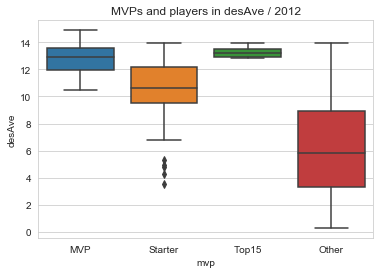 MVPs and players in desAve / 2012
14
12
10
8
6
4
2
0
desAve
MVP Starter Top15 Other
mvp